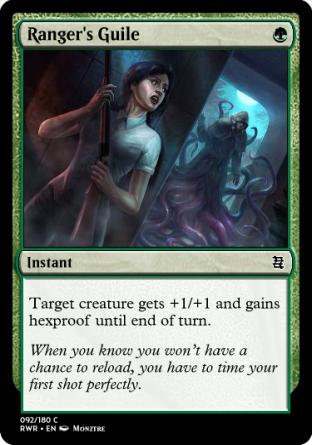 Ranger's Guile
Instant
Target creature gets +1/+1 and gains
hexproof until end of turn.
When you know you won't have a
chance to reload, you have to time your
first shot perfectly.
092/180 C
RWR • EN Monztre